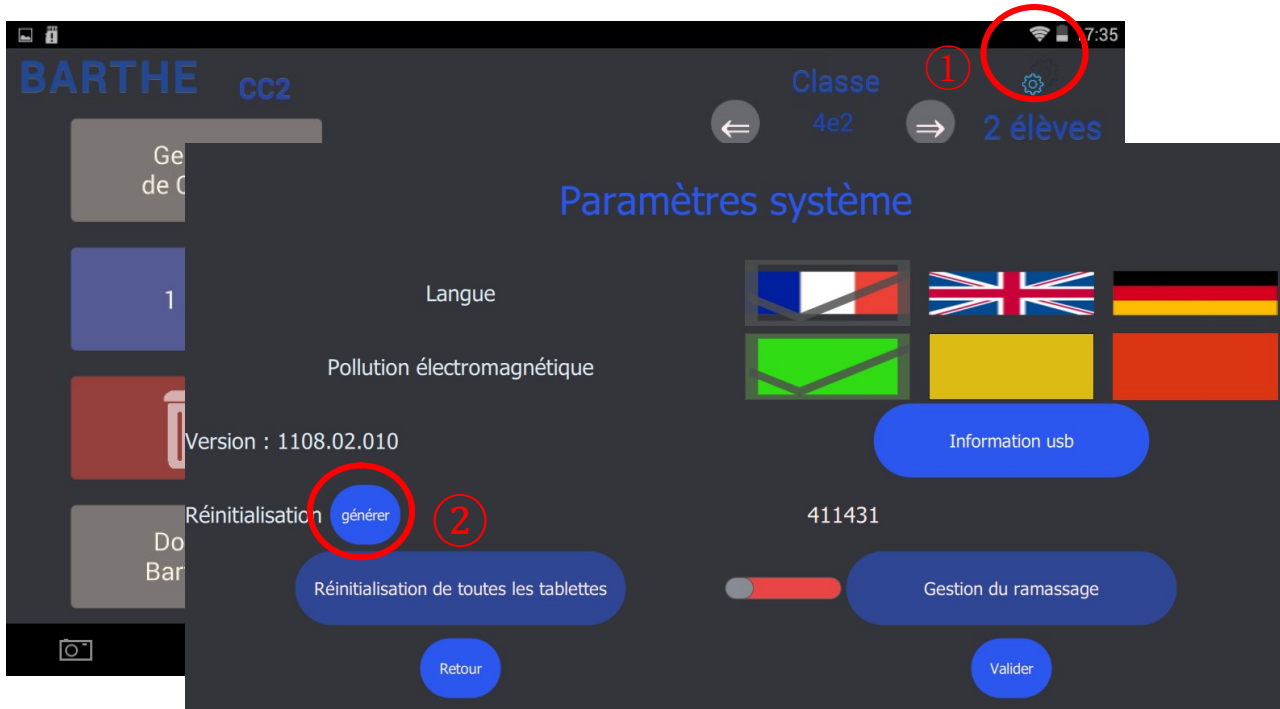 17:35
BARTHE CC2
Classe
①
4e2
⇐ ⇒ 2 élèves
Ge
de C
Paramètres système
1
Langue
Pollution électromagnétique
Version : 1108.02.010
Information usb
Réinitialisation générer ② 411431
Do
Bar
Réinitialisation de toutes les tablettes
Gestion du ramassage
Retour
Valider